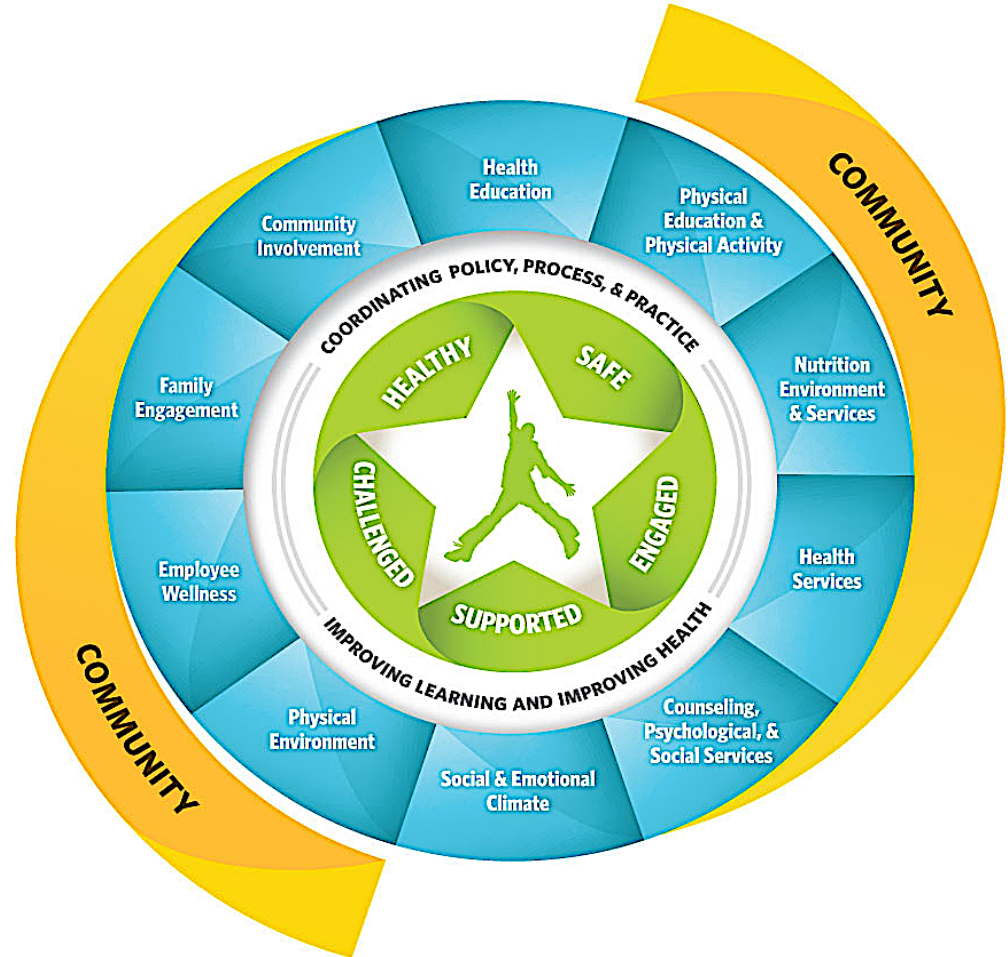 COMMUNITY
Health
Education
Physical
Education &
Physical Activity
Nutrition
Environment
& Services
Health
Services
Counseling,
Psychological, &
Social Services
Social & Emotional
Climate
Physical
Environment
Employee
Wellness
Family
Engagement
Community
Involvement
COORDINATING POLICY, PROCESS, & PRACTICE
IMPROVING LEARNING AND IMPROVING HEALTH
HEALTHY
SAFE
ENGAGED
SUPPORTED
CHALLENGED
COMMUNITY